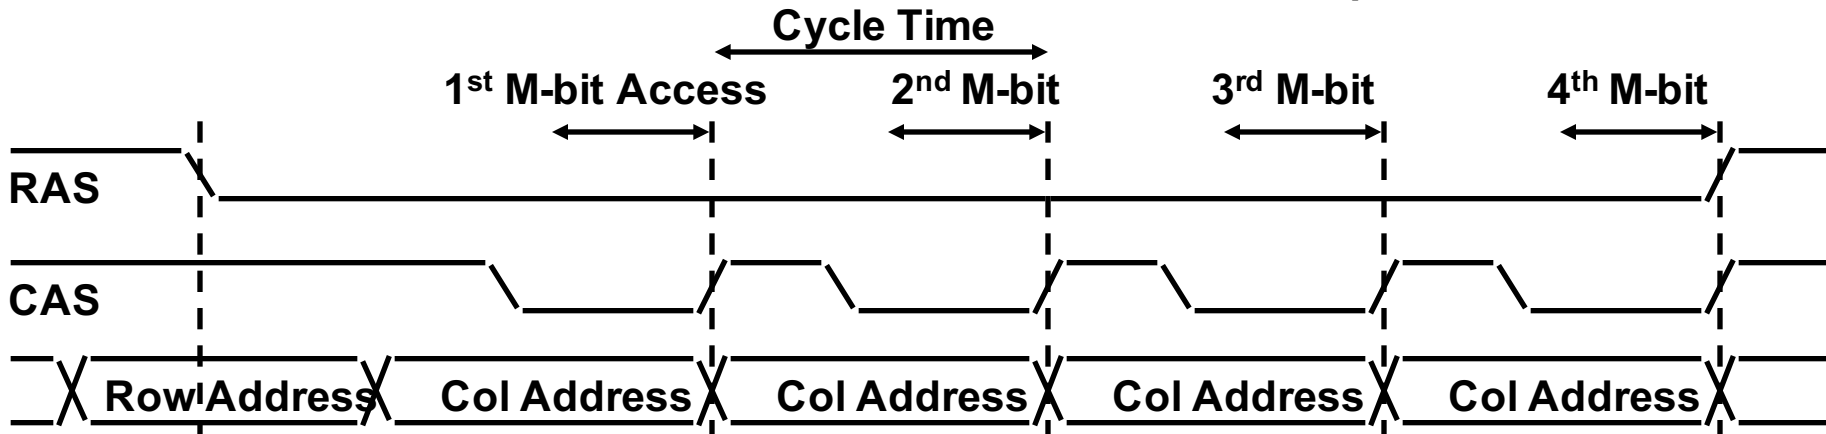 Cycle Time
1st M-bit Access 2nd M-bit 3rd M-bit 4th M-bit
RAS
CAS
Row Address Col Address Col Address Col Address Col Address